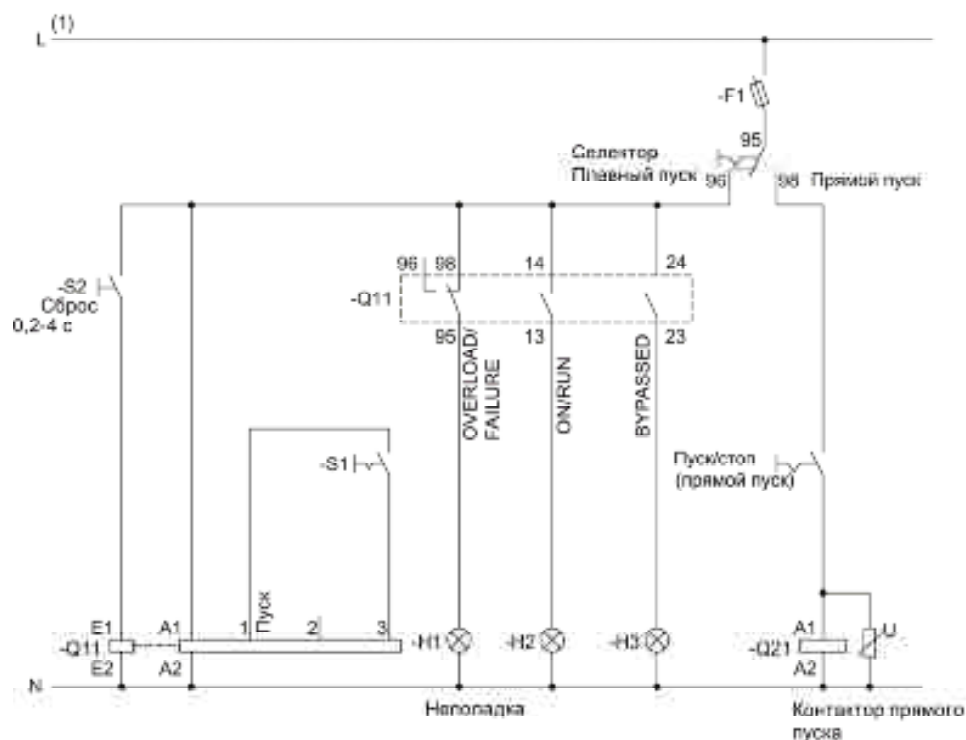 (1)
L
-F1
95
Селектор
Плавный пуск
96
98
Прямой пуск
-S2
Сброс
0,2-4 с
96
98
14
24
-Q11
95
13
23
OVERLOAD/
FAILURE
ON/RUN
BYPASSED
-S1
Пуск/стоп
(прямой пуск)
Пуск
E1
A1
1
2
3
-Q11
-H1
-H2
-H3
A1
-Q21
U
E2
A2
A2
N
Неполадка
Контактор прямого
пуска